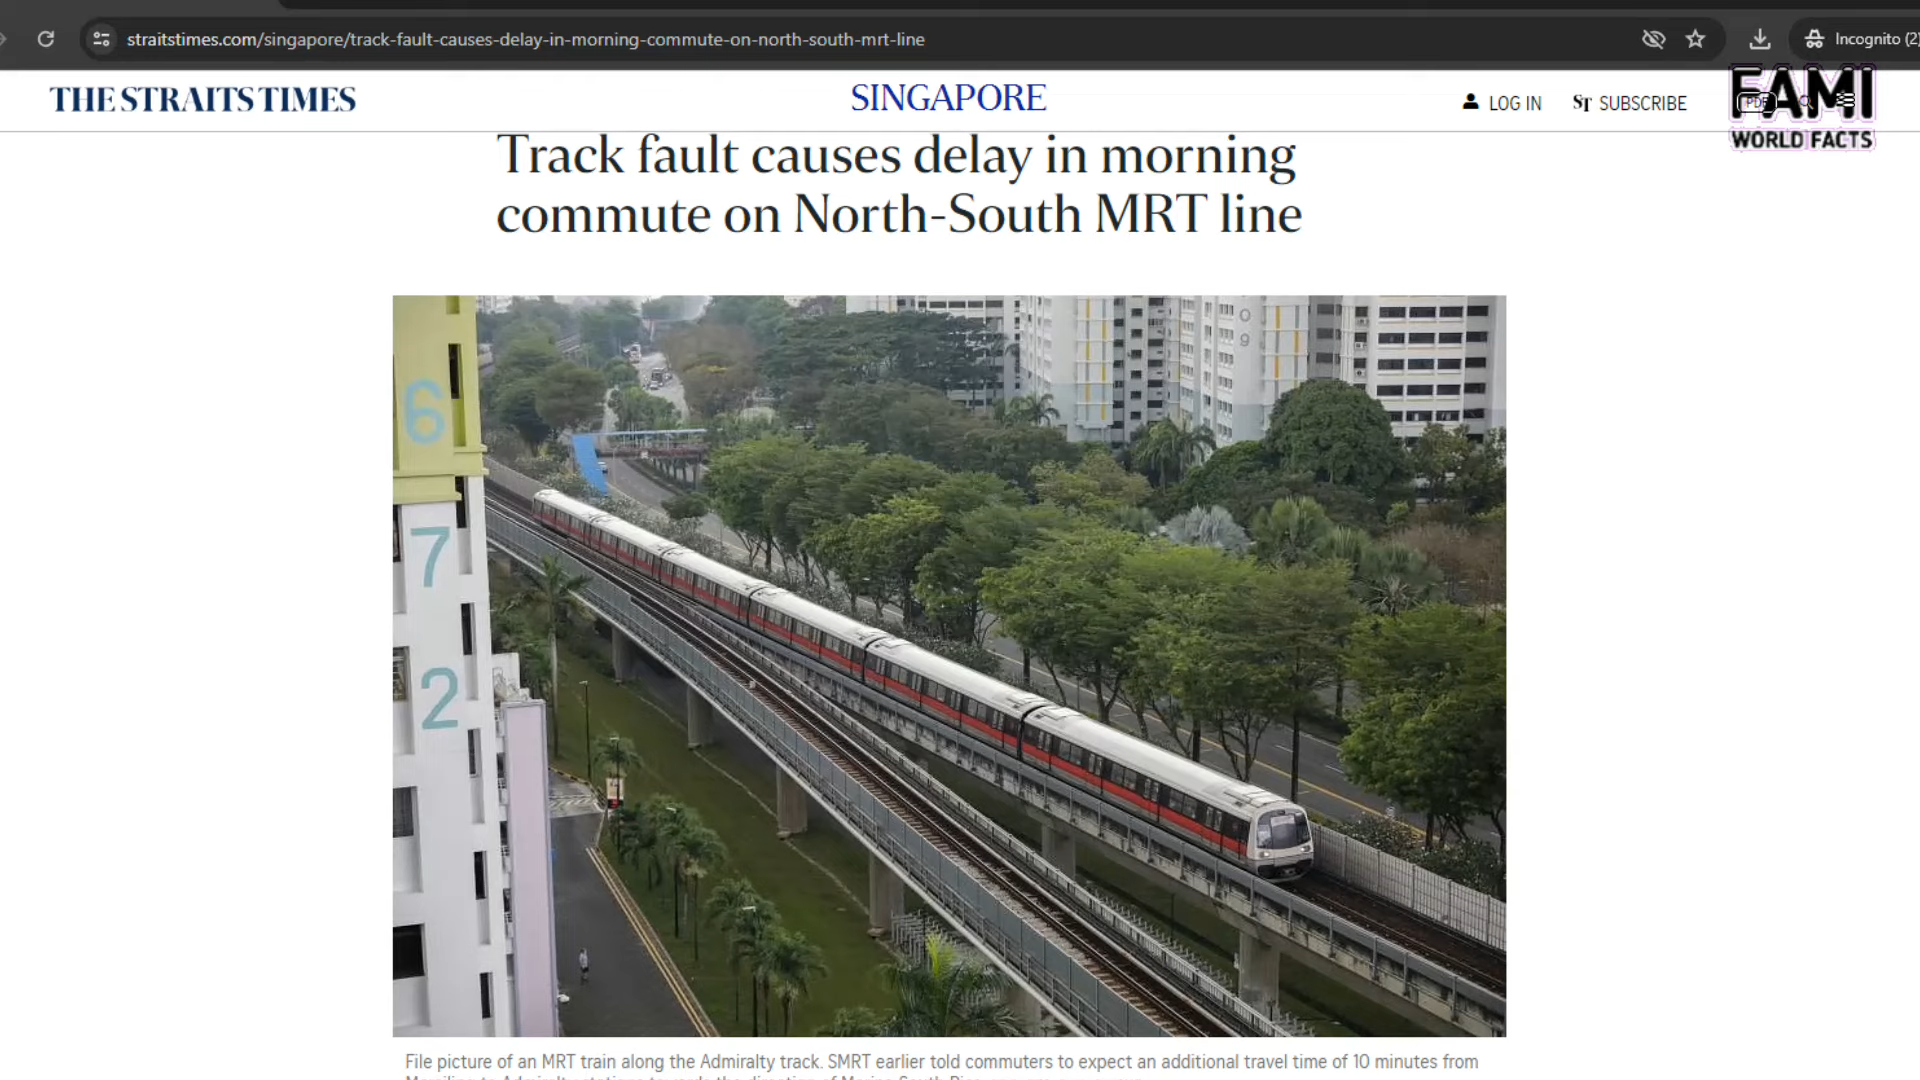 straitstimes.com/singapore/track-fault-causes-delay-in-morning-commute-on-north-south-mrt-line
Incognito (2)
THE STRAITS TIMES
SINGAPORE
LOG IN
ST SUBSCRIBE
FAMI
WORLD FACTS
Track fault causes delay in morning
commute on North-South MRT line
09
6
7
2
File picture of an MRT train along the Admiralty track. SMRT earlier told commuters to expect an additional travel time of 10 minutes from